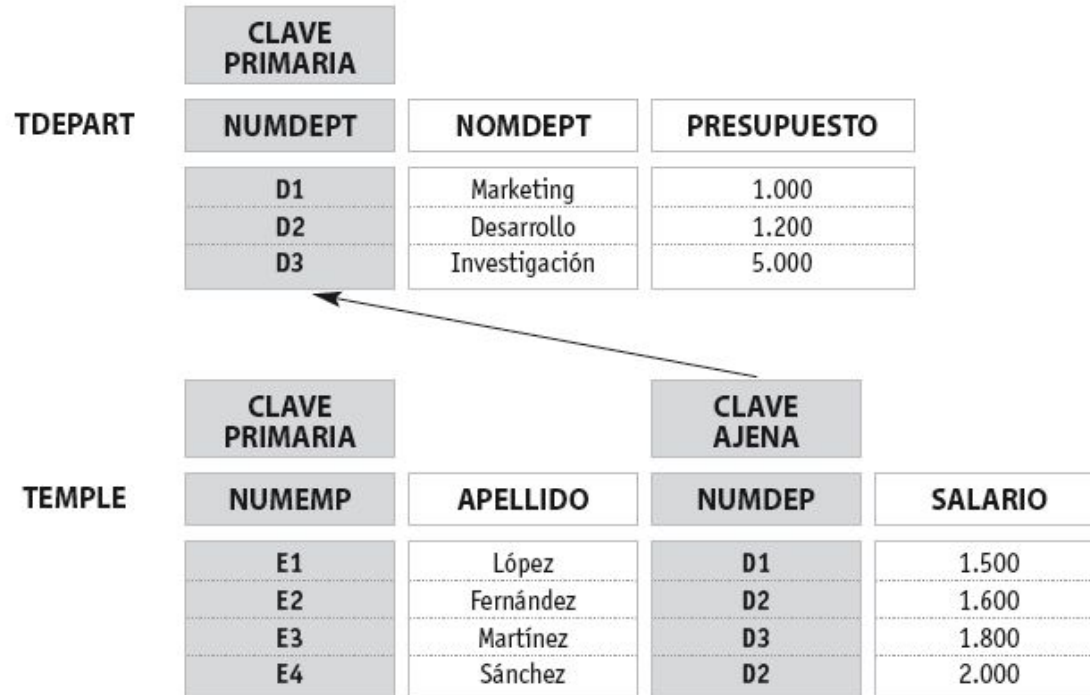 CLAVE
PRIMARIA
TDEPART NUMDEPT NOMDEPT PRESUPUESTO
D1 Marketing 1.000
D2 Desarrollo 1.200
D3 Investigación 5.000
CLAVE
PRIMARIA
CLAVE
AJENA
TEMPLE NUMEMP APELLIDO NUMDEP SALARIO
E1 López D1 1.500
E2 Fernández D2 1.600
E3 Martínez D3 1.800
E4 Sánchez D2 2.000